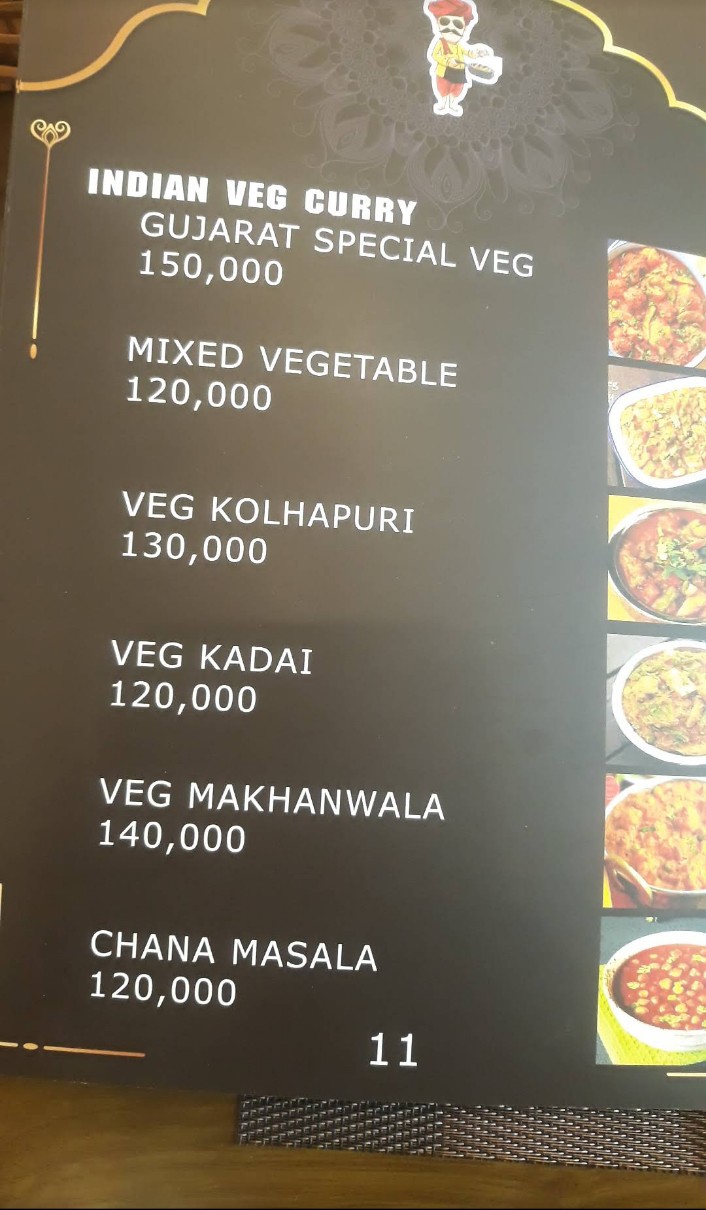 INDIAN VEG CURRY
GUJARAT SPECIAL VEG
150,000
MIXED VEGETABLE
120,000
VEG KOLHAPURI
130,000
VEG KADAI
120,000
VEG MAKHANWALA
140,000
CHANA MASALA
120,000
11